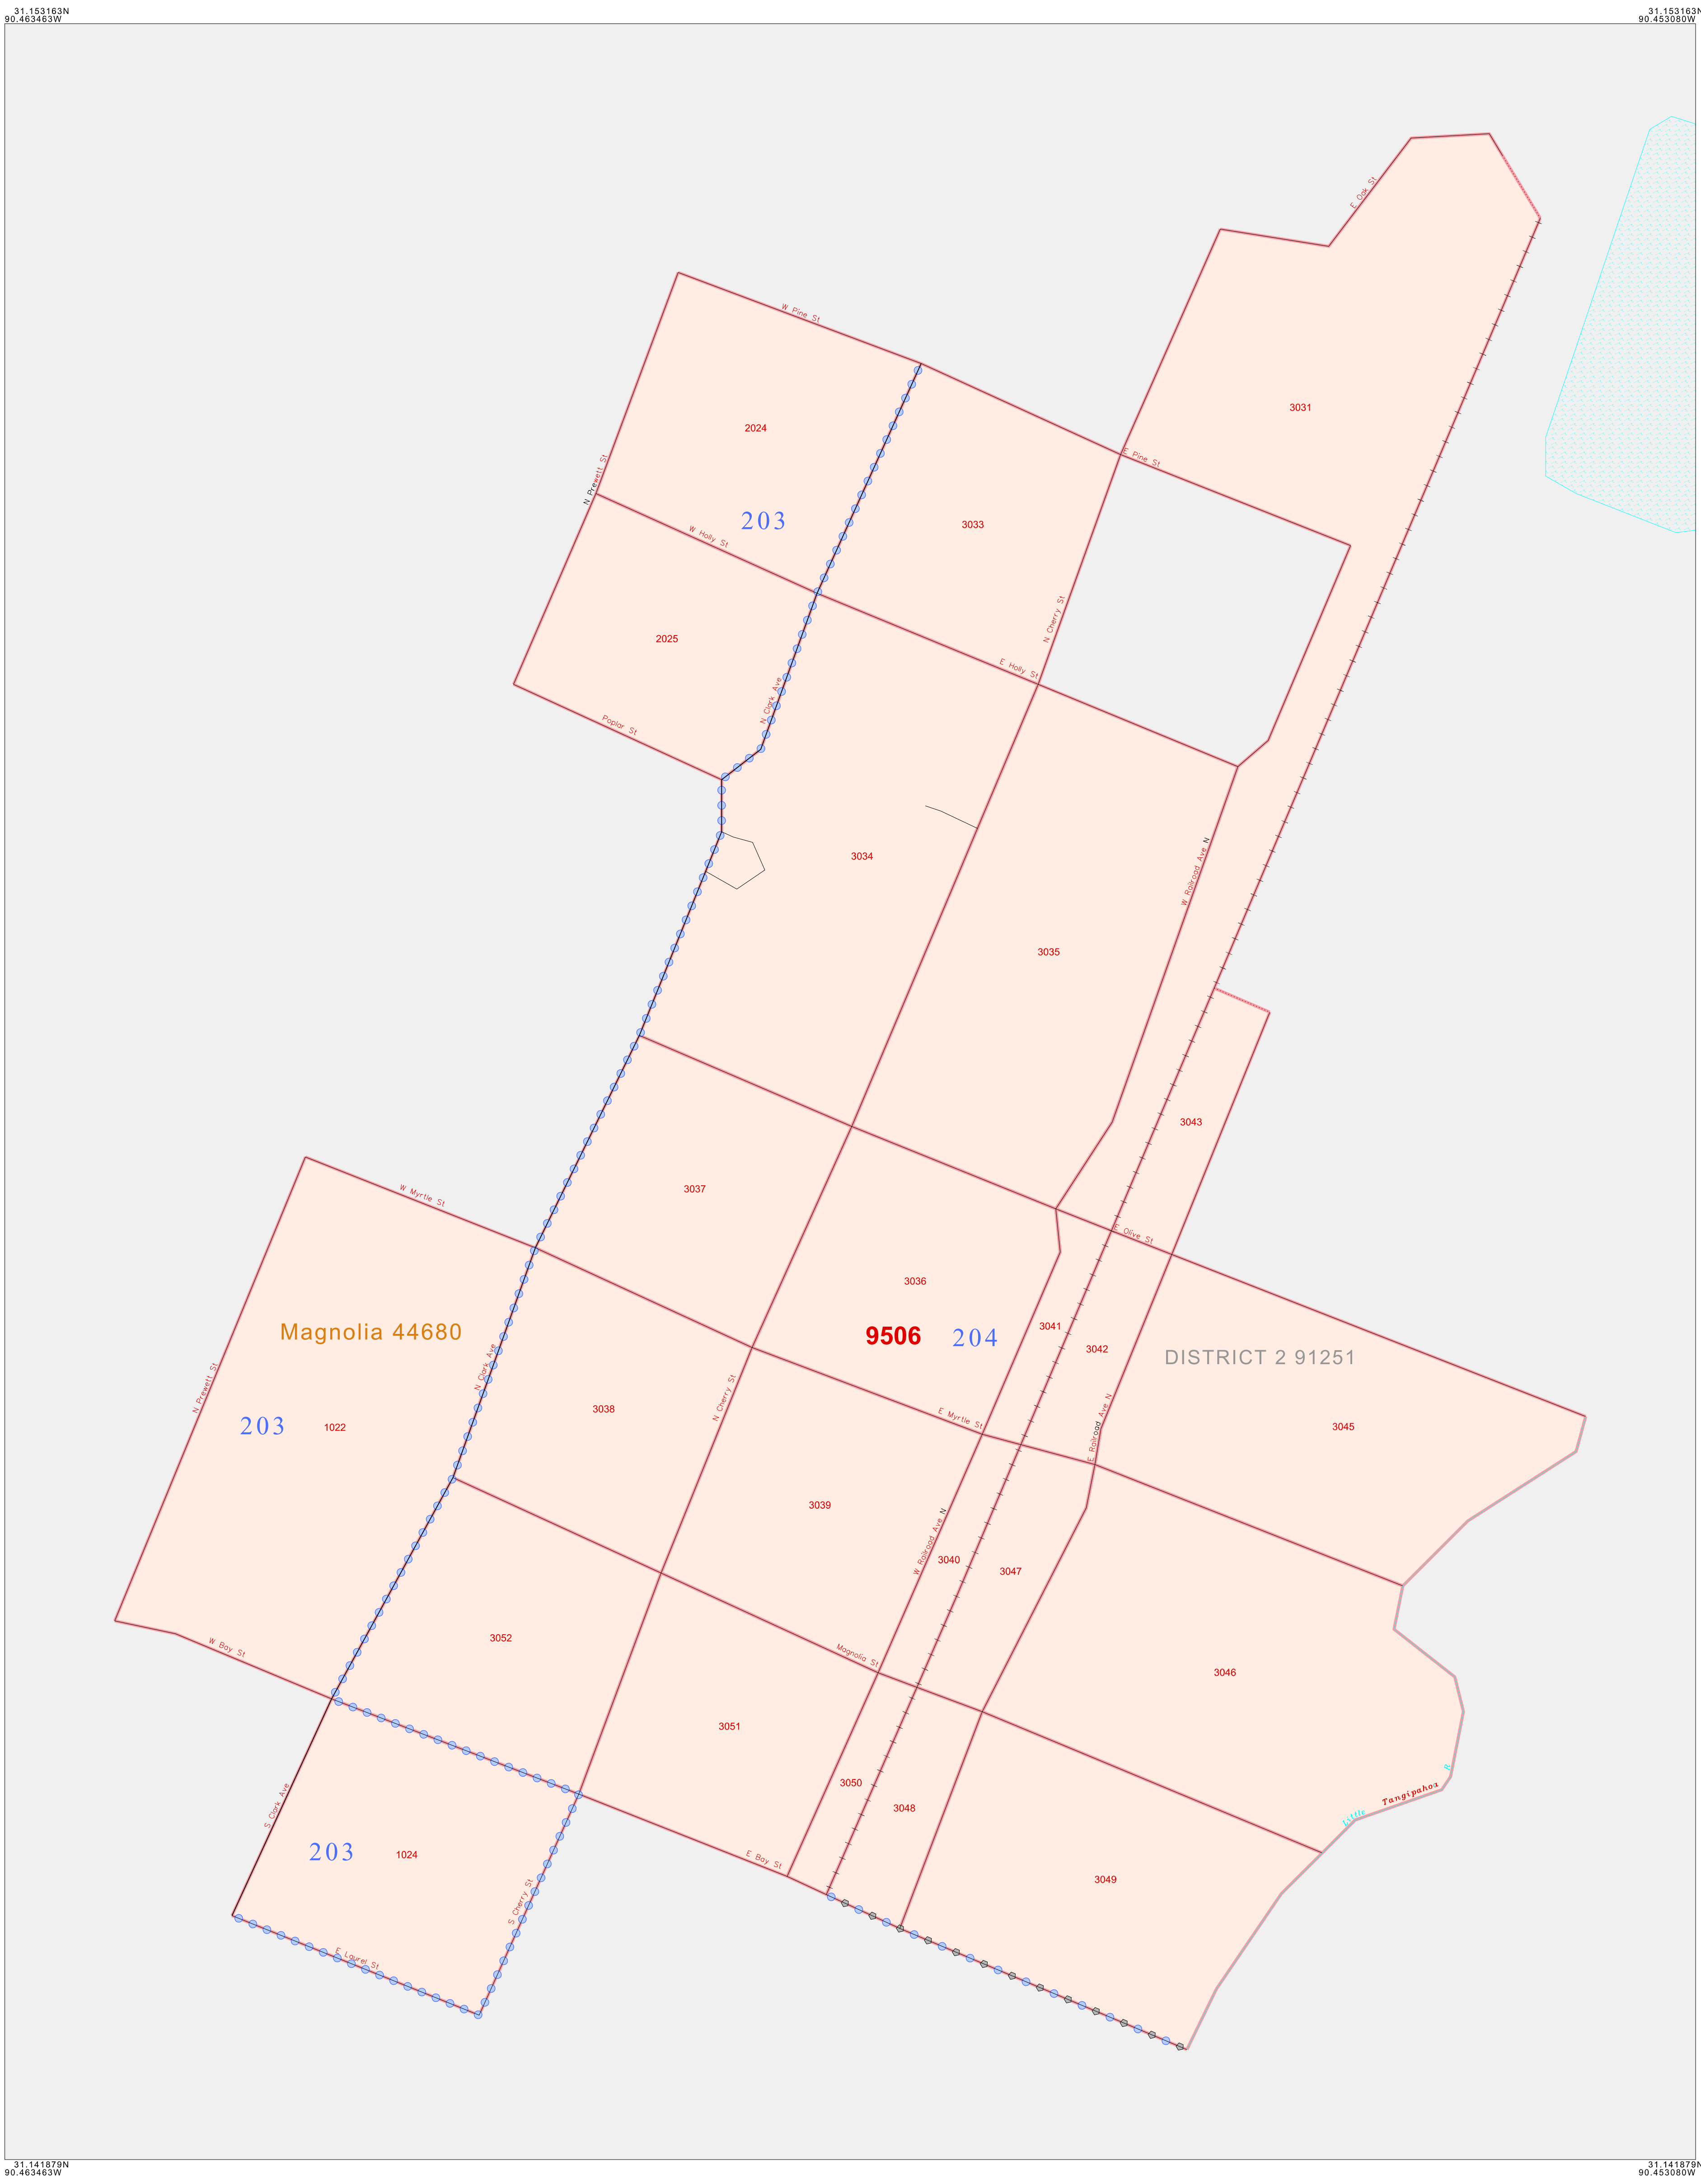 31.153163N
90.463463W
31.153163N
90.453080W
E Oak St
W Pine St
3031
2024
E Pine St
N Prewett St
203
3033
W Holly St
N Cherry St
2025
E Holly St
N Clark Ave
Poplar St
W Railroad Ave N
3034
3035
3043
3037
W Myrtle St
E Olive St
3036
Magnolia 44680
9506
204
3041
3042
DISTRICT 2 91251
N Prewett St
N Clark Ave
N Cherry St
3038
E Myrtle St
E Railroad Ave N
3045
203
1022
3039
W Railroad Ave N
3040
3047
W Bay St
3052
Magnolia St
3046
3051
3050
3048
Little Tangipahoa R
S Clark Ave
203
1024
E Bay St
S Cherry St
3049
E Laurel St
31.141879N
90.463463W
31.141879N
90.453080W